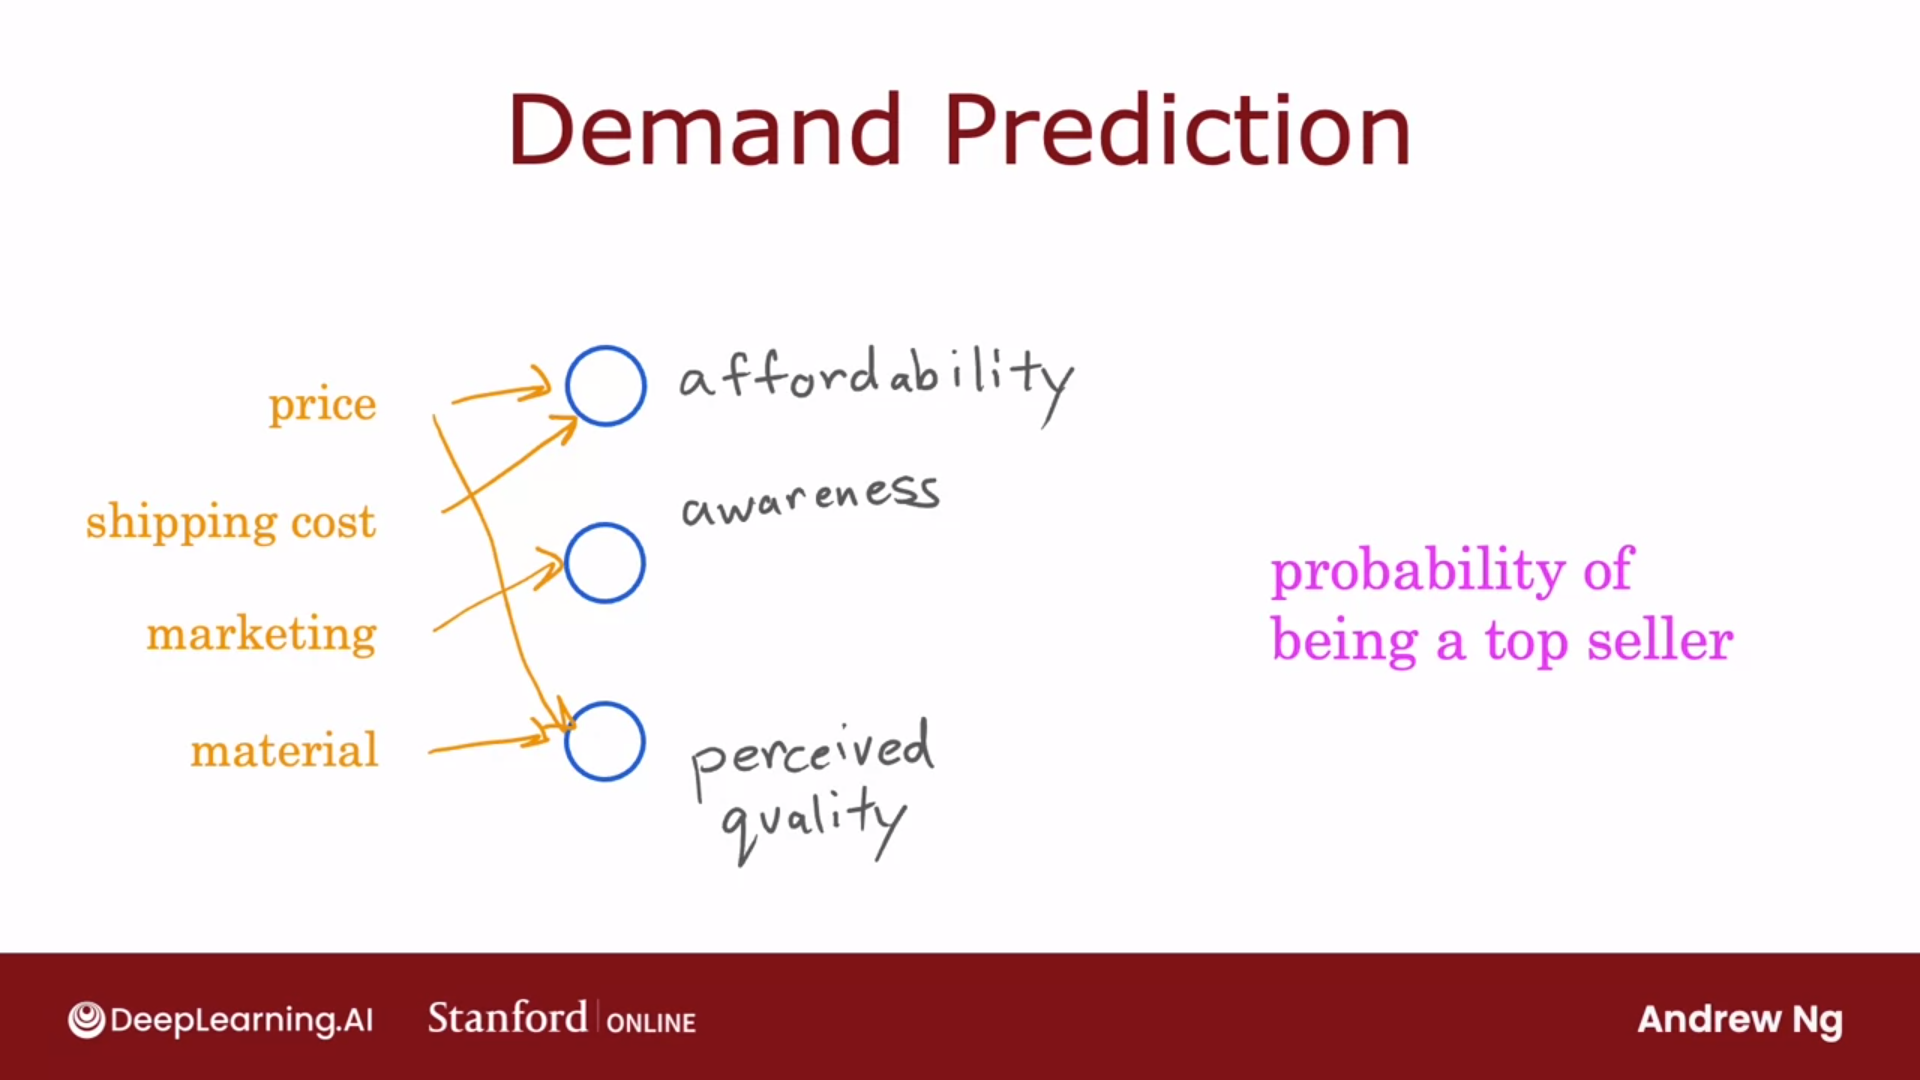 Demand Prediction
price
affordability
shipping cost
awareness
marketing
probability of
being a top seller
material
perceived
quality
DeepLearning.AI
Stanford | ONLINE
Andrew Ng